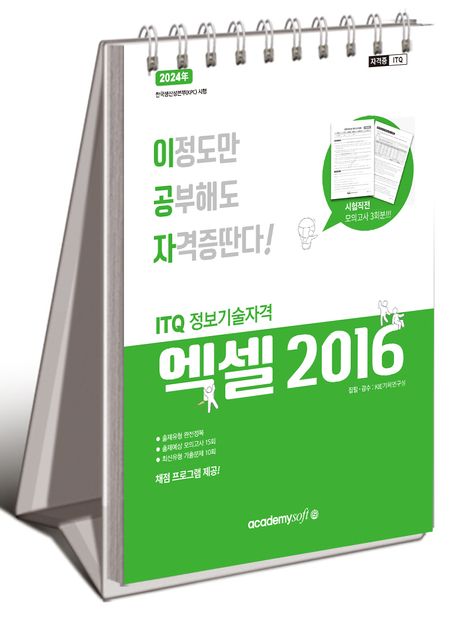 2024年
한국생산성본부(KPC) 시행
자격증 ITQ
이정도만
공부해도
자격증딴다!
시험직전
모의고사 3회분!!!
ITQ 정보기술자격
엑셀 2016
집필·감수 : KIE기획연구실
● 출제유형 완전정복
● 출제예상 모의고사 15회
● 최신유형 기출문제 10회
채점 프로그램 제공!
academysoft